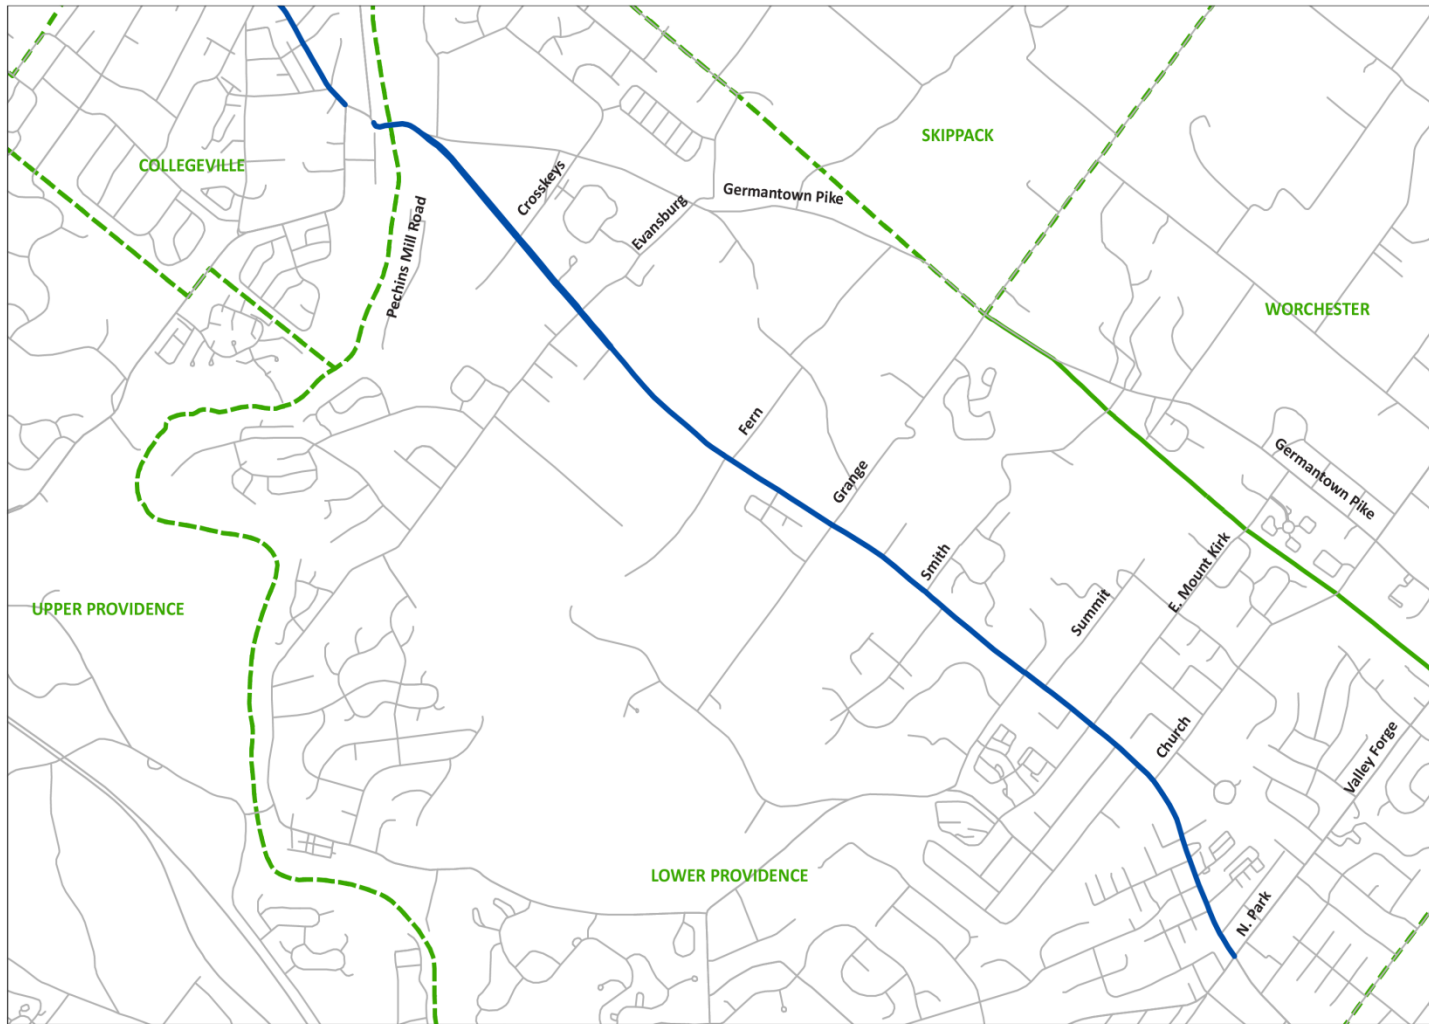 SKIPPACK
COLLEGEVILLE
Crosskeys
Germantown Pike
Evansburg
Pechins Mill Road
WORCHESTER
Fern
Grange
Germantown Pike
Smith
E. Mount Kirk
Summit
UPPER PROVIDENCE
Church
Valley Forge
LOWER PROVIDENCE
N. Park